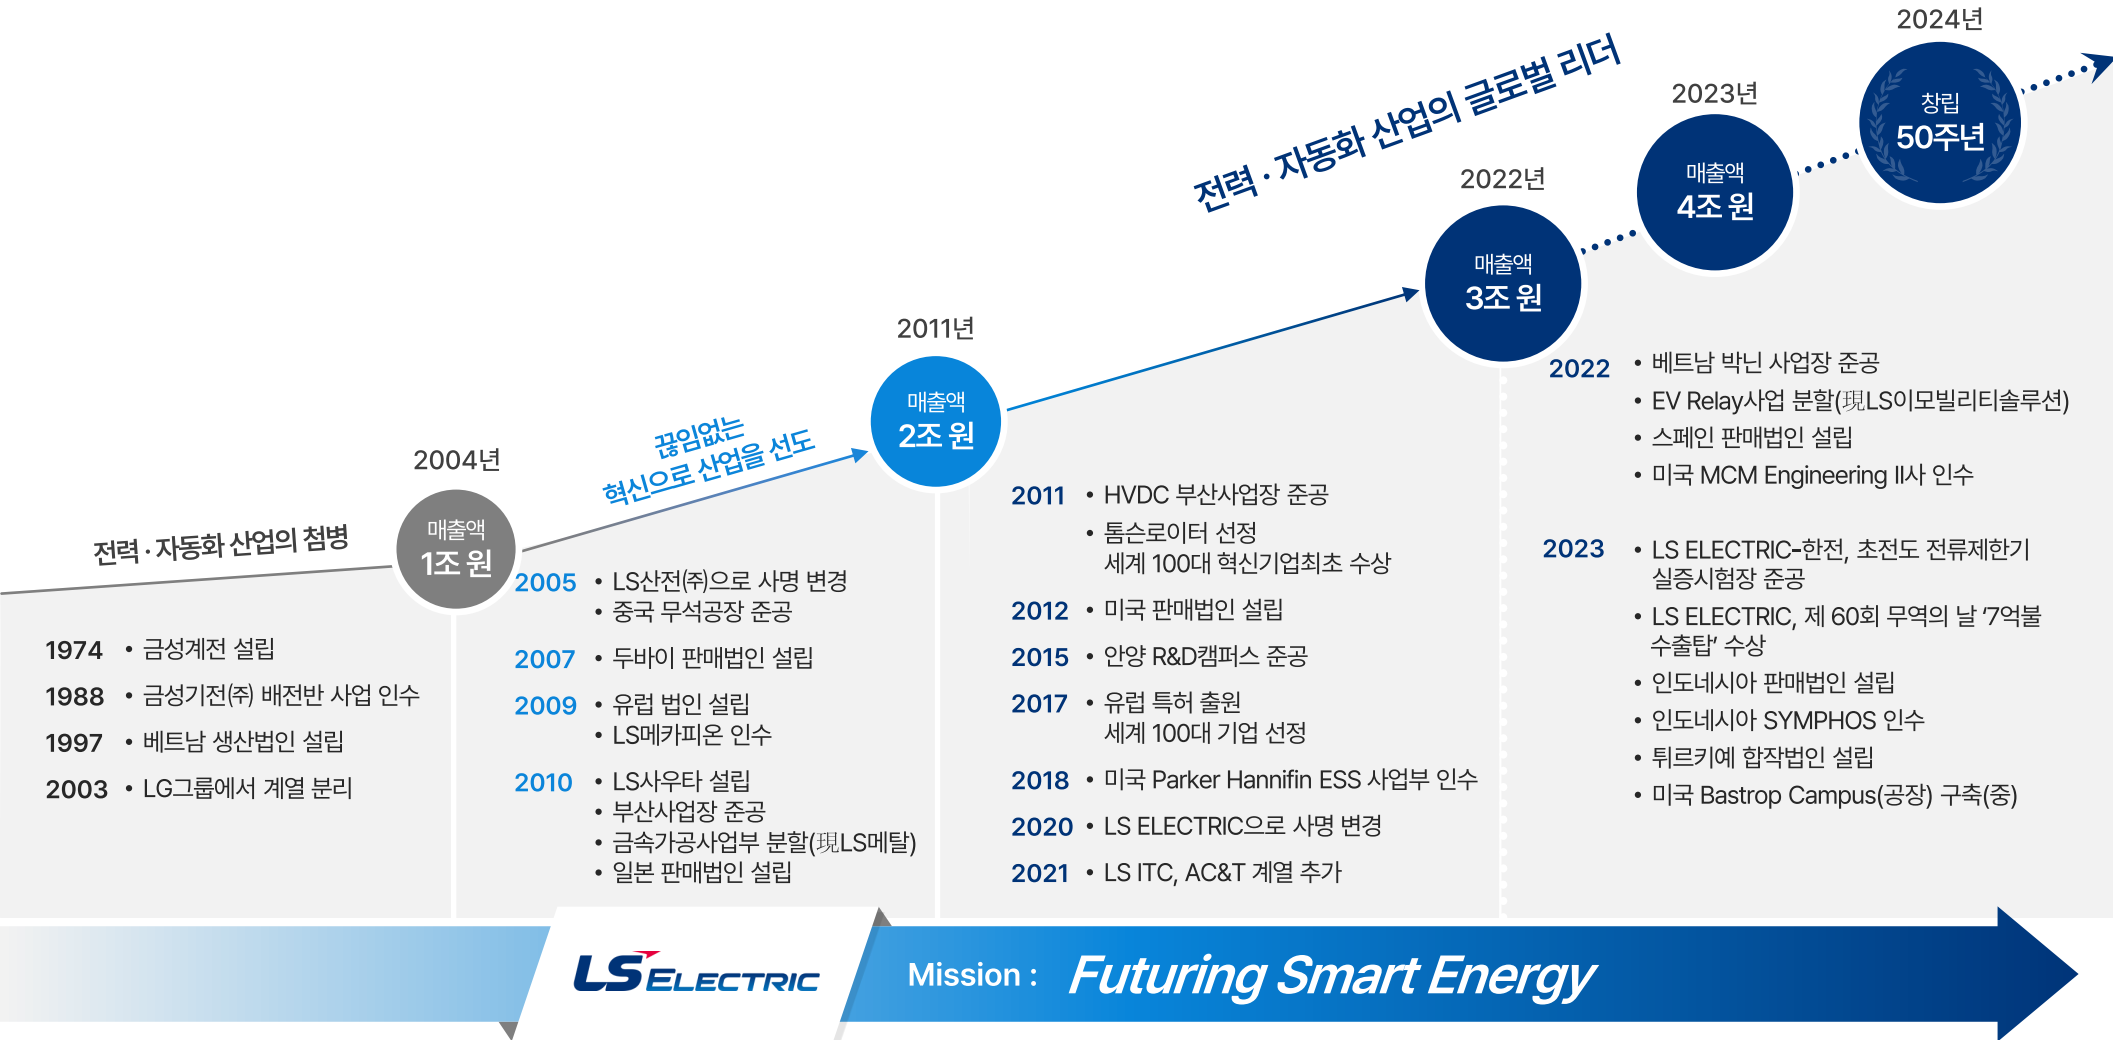 전력 · 자동화 산업의 첨병
2004년
매출액
1조 원
1974 • 금성계전 설립
1988 • 금성기전㈜ 배전반 사업 인수
1997 • 베트남 생산법인 설립
2003 • LG그룹에서 계열 분리
끊임없는
혁신으로 산업을 선도
2011년
매출액
2조 원
2005 • LS산전㈜으로 사명 변경
• 중국 무석공장 준공
2007 • 두바이 판매법인 설립
2009 • 유럽 법인 설립
• LS메카피온 인수
2010 • LS사우타 설립
• 부산사업장 준공
• 금속가공사업부 분할(現LS메탈)
• 일본 판매법인 설립
전력 · 자동화 산업의 글로벌 리더
2022년
매출액
3조 원
2011 • HVDC 부산사업장 준공
• 톰슨로이터 선정
세계 100대 혁신기업최초 수상
2012 • 미국 판매법인 설립
2015 • 안양 R&D캠퍼스 준공
2017 • 유럽 특허 출원
세계 100대 기업 선정
2018 • 미국 Parker Hannifin ESS 사업부 인수
2020 • LS ELECTRIC으로 사명 변경
2021 • LS ITC, AC&T 계열 추가
2023년
매출액
4조 원
2024년
창립
50주년
2022 • 베트남 박닌 사업장 준공
• EV Relay사업 분할(現LS이모빌리티솔루션)
• 스페인 판매법인 설립
• 미국 MCM Engineering II사 인수
2023 • LS ELECTRIC-한전, 초전도 전류제한기
실증시험장 준공
• LS ELECTRIC, 제 60회 무역의 날 ‘7억불
수출탑’ 수상
• 인도네시아 판매법인 설립
• 인도네시아 SYMPHOS 인수
• 튀르키예 합작법인 설립
• 미국 Bastrop Campus(공장) 구축(중)
LS ELECTRIC
Mission : Futuring Smart Energy